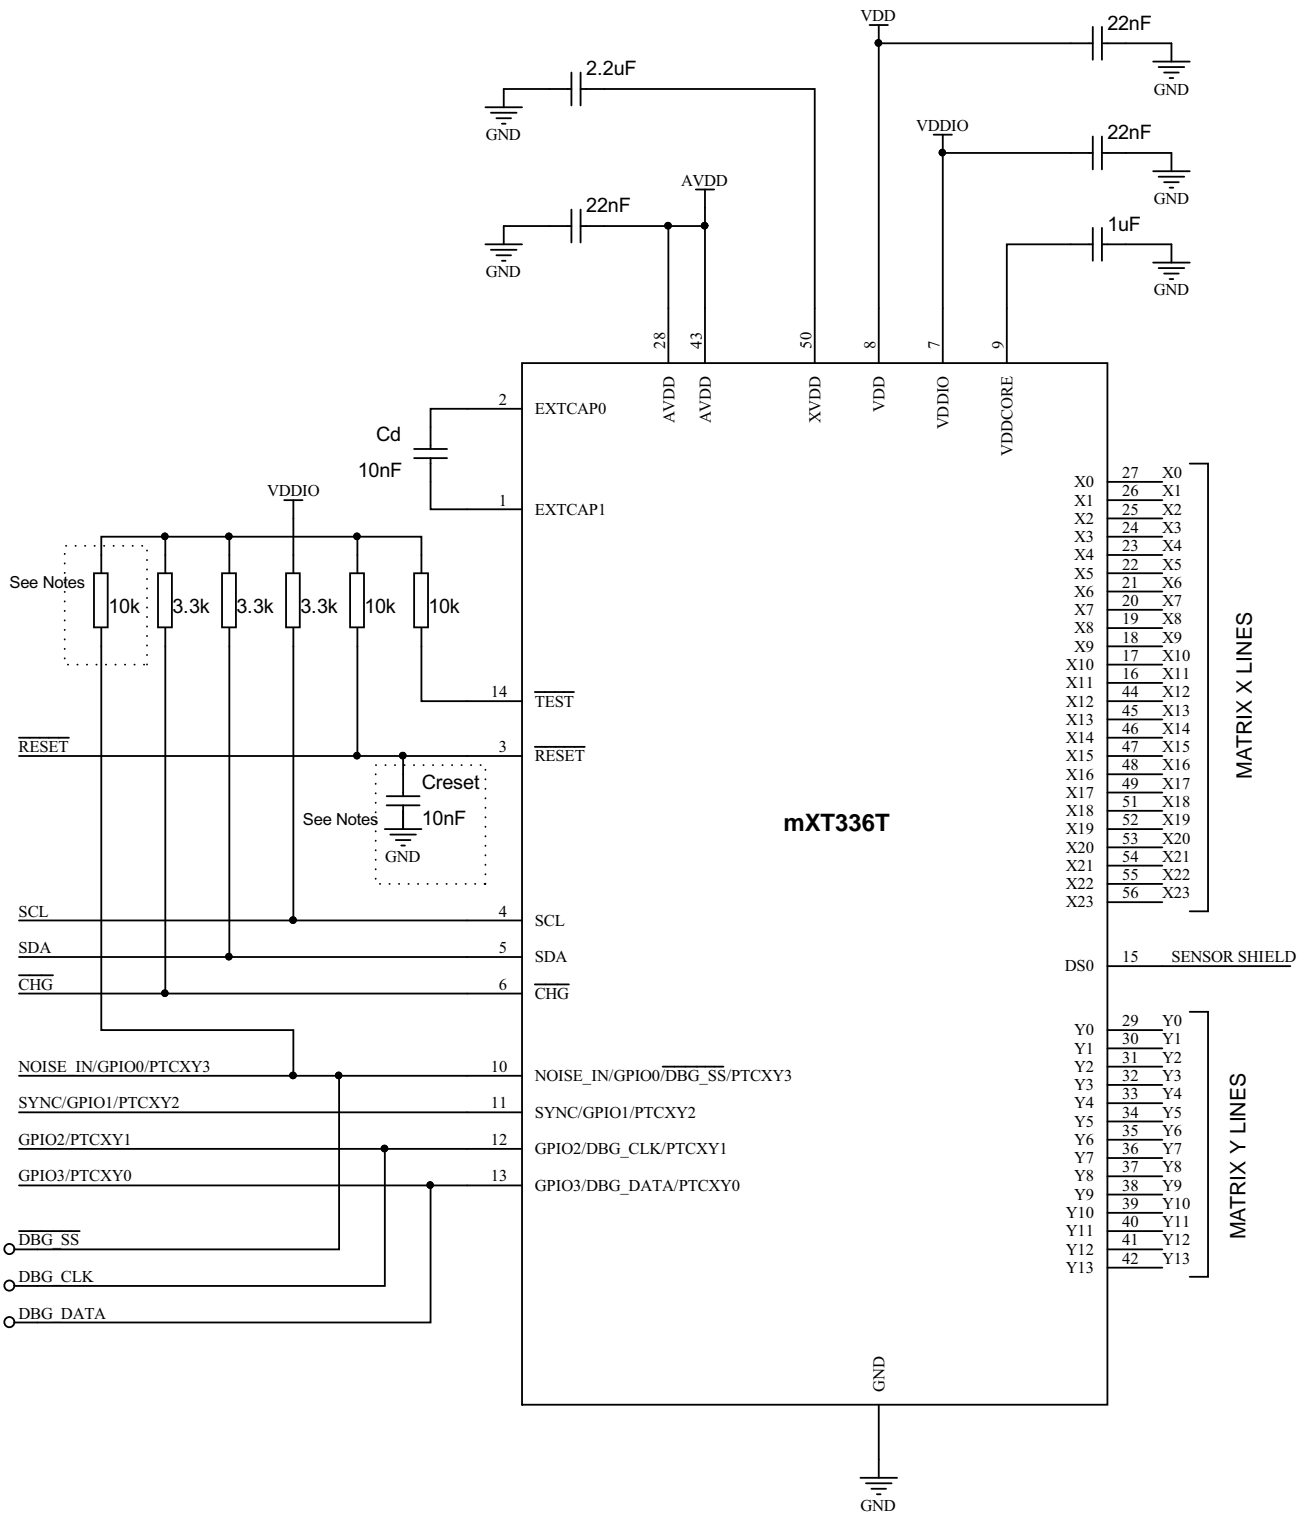 VDD
22nF
GND
2.2uF
GND
VDDIO
22nF
GND
AVDD
22nF
GND
1uF
GND
28
43
50
8
7
9
AVDD
AVDD
XVDD
VDD
VDDIO
VDDCORE
2 EXTCAP0
Cd
10nF
1 EXTCAP1
VDDIO
See Notes
10k 3.3k 3.3k 3.3k 10k 10k
14 TEST
RESET 3 RESET
Creset
See Notes 10nF
GND
mXT336T
SCL 4 SCL
SDA 5 SDA
CHG 6 CHG
NOISE_IN/GPIO0/PTCXY3 10 NOISE_IN/GPIO0/DBG_SS/PTCXY3
SYNC/GPIO1/PTCXY2 11 SYNC/GPIO1/PTCXY2
GPIO2/PTCXY1 12 GPIO2/DBG_CLK/PTCXY1
GPIO3/PTCXY0 13 GPIO3/DBG_DATA/PTCXY0
DBG_SS
DBG_CLK
DBG_DATA
X0 27 X0
X1 26 X1
X2 25 X2
X3 24 X3
X4 23 X4
X5 22 X5
X6 21 X6
X7 20 X7
X8 19 X8
X9 18 X9
X10 17 X10
X11 16 X11
X12 44 X12
X13 45 X13
X14 46 X14
X15 47 X15
X16 48 X16
X17 49 X17
X18 51 X18
X19 52 X19
X20 53 X20
X21 54 X21
X22 55 X22
X23 56 X23
MATRIX X LINES
DS0 15 SENSOR SHIELD
Y0 29 Y0
Y1 30 Y1
Y2 31 Y2
Y3 32 Y3
Y4 33 Y4
Y5 34 Y5
Y6 35 Y6
Y7 36 Y7
Y8 37 Y8
Y9 38 Y9
Y10 39 Y10
Y11 40 Y11
Y12 41 Y12
Y13 42 Y13
MATRIX Y LINES
GND
GND